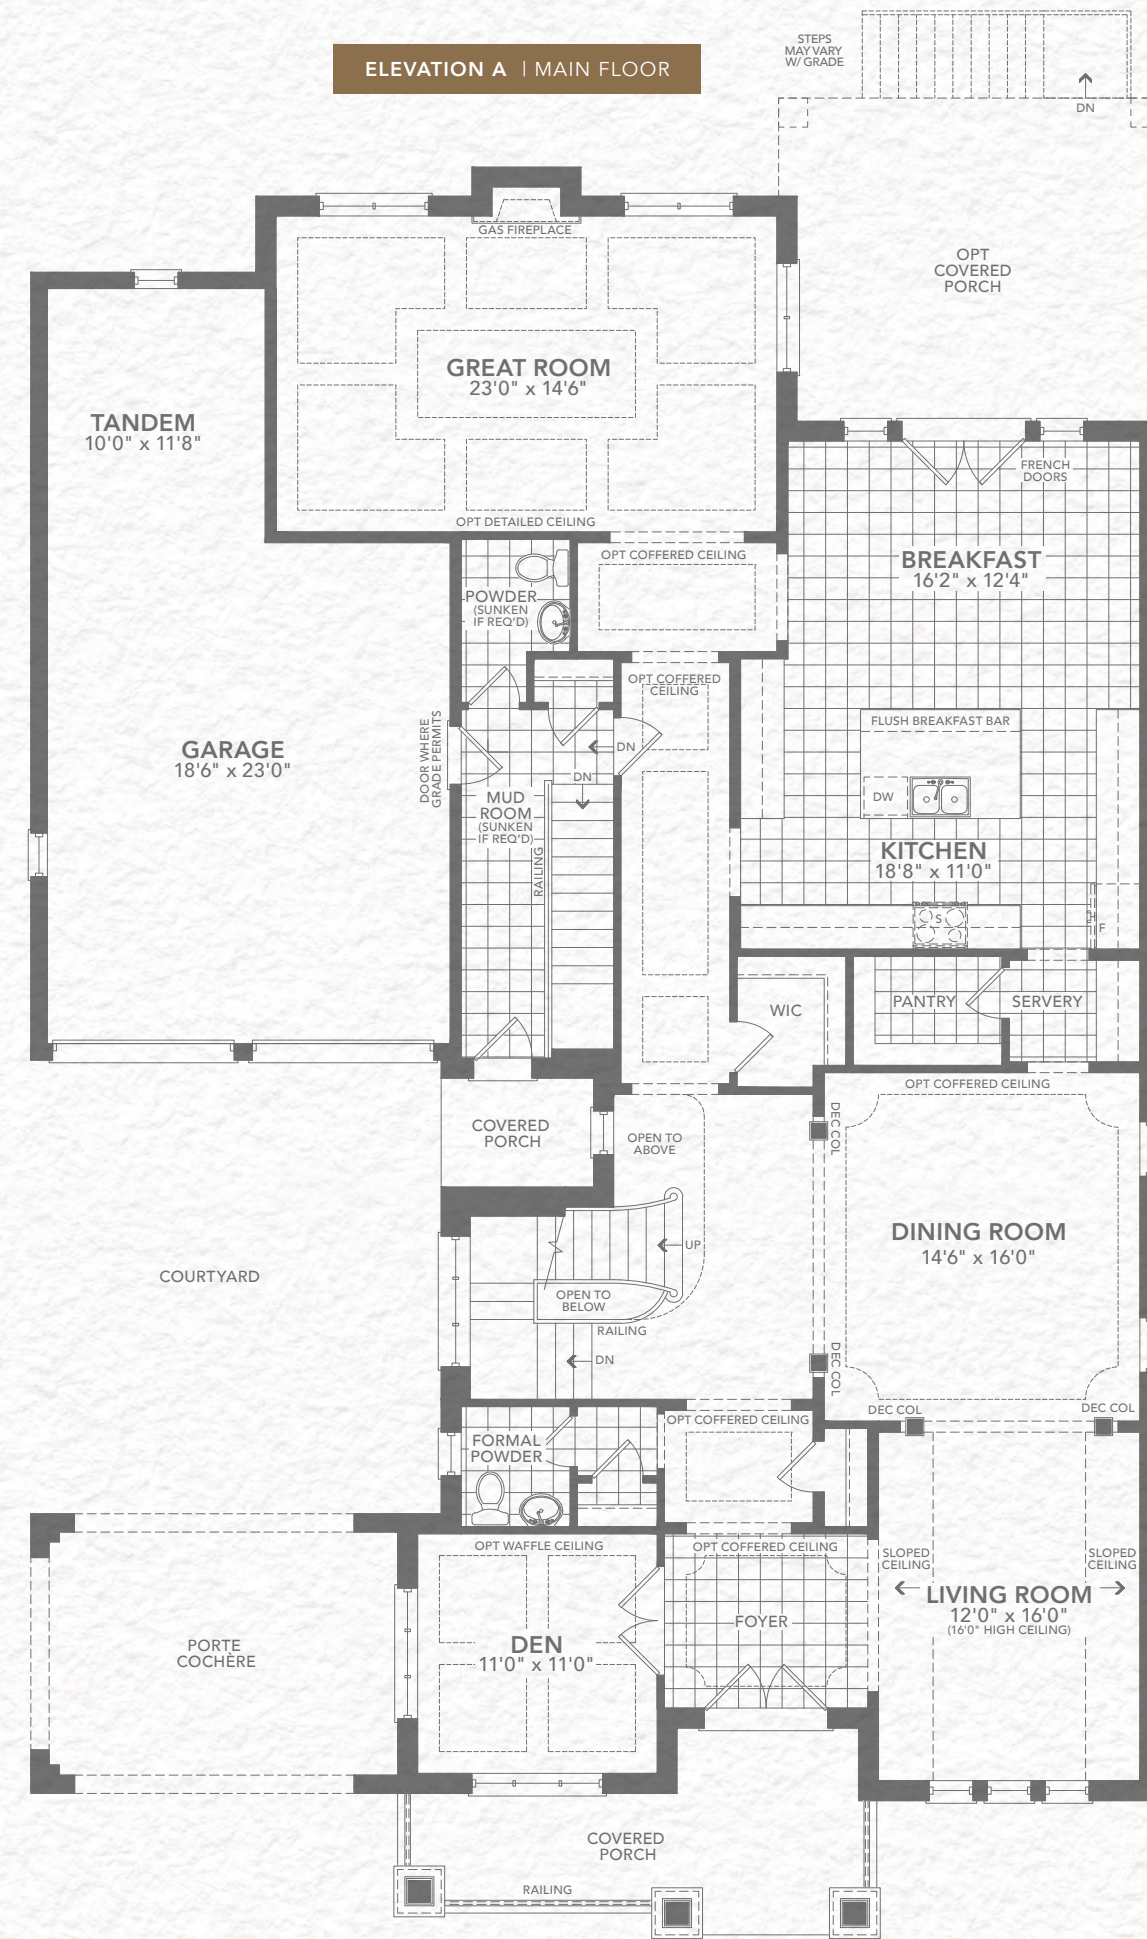 STEPS
MAY VARY
W/ GRADE
ELEVATION A | MAIN FLOOR
DN
GAS FIREPLACE
OPT
COVERED
PORCH
GREAT ROOM
23'0" x 14'6"
TANDEM
10'0" x 11'8"
FRENCH
DOORS
OPT DETAILED CEILING
OPT COFFERED CEILING
BREAKFAST
16'2" x 12'4"
POWDER
(SUNKEN
IF REQ'D)
OPT COFFERED
CEILING
FLUSH BREAKFAST BAR
DOOR WHERE
GRADE PERMITS
GARAGE
18'6" x 23'0"
DN
DN
MUD
ROOM
(SUNKEN
IF REQ'D)
RAILING
DW
KITCHEN
18'8" x 11'0"
S
F
WIC
PANTRY
SERVERY
OPT COFFERED CEILING
COVERED
PORCH
OPEN TO
ABOVE
DEC COL
DINING ROOM
14'6" x 16'0"
UP
COURTYARD
OPEN TO
BELOW
RAILING
DN
DEC COL
DEC COL
DEC COL
OPT COFFERED CEILING
FORMAL
POWDER
OPT WAFFLE CEILING
OPT COFFERED CEILING
SLOPED
CEILING
SLOPED
CEILING
LIVING ROOM
12'0" x 16'0"
(16'0" HIGH CEILING)
FOYER
PORTE
COCHÈRE
DEN
11'0" x 11'0"
COVERED
PORCH
RAILING